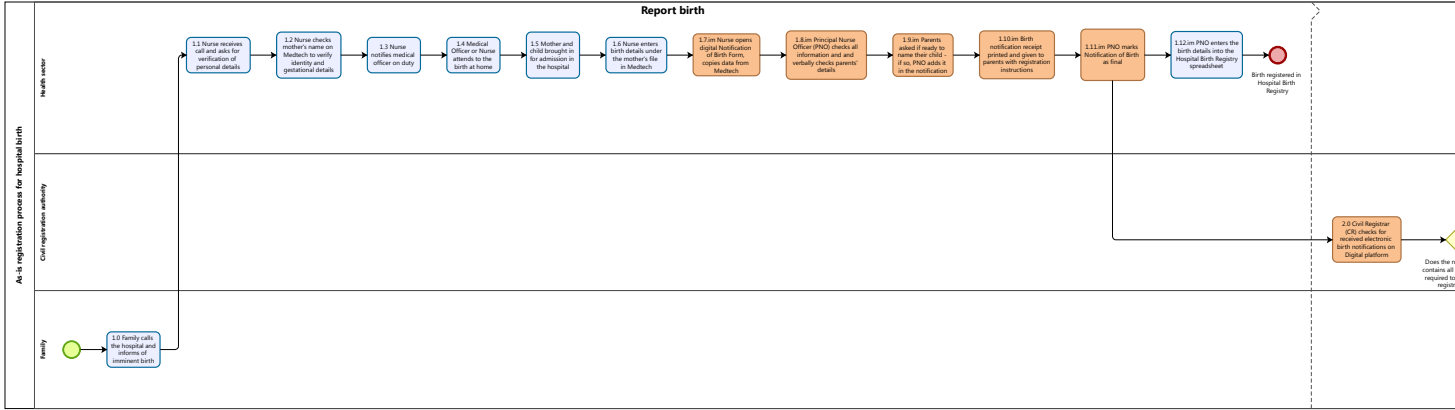 Report birth
As-is registration process for hospital birth
Health sector
1.1 Nurse receives
call and asks for
verification of
personal details
1.2 Nurse checks
mother's name on
Medtech to verify
identity and
gestational details
1.3 Nurse
notifies medical
officer on duty
1.4 Medical
Officer or Nurse
attends to the
birth at home
1.5 Mother and
child brought in
for admission in
the hospital
1.6 Nurse enters
birth details under
the mother's file
in Medtech
1.7.im Nurse opens
digital Notification
of Birth Form,
copies data from
Medtech
1.8.im Principal Nurse
Officer (PNO) checks all
information and and
verbally checks parents'
details
1.9.im Parents
asked if ready to
name their child -
if so, PNO adds it
in the notification
1.10.im Birth
notification receipt
printed and given to
parents with registration
instructions
1.11.im PNO marks
Notification of Birth
as final
1.12.im PNO enters the
birth details into the
Hospital Birth Registry
spreadsheet
Birth registered in
Hospital Birth
Registry
Civil registration authority
2.0 Civil Registrar
(CR) checks for
received electronic
birth notifications on
Digital platform
Does the
contains all
required to
Family
1.0 Family calls
the hospital and
informs of
imminent birth